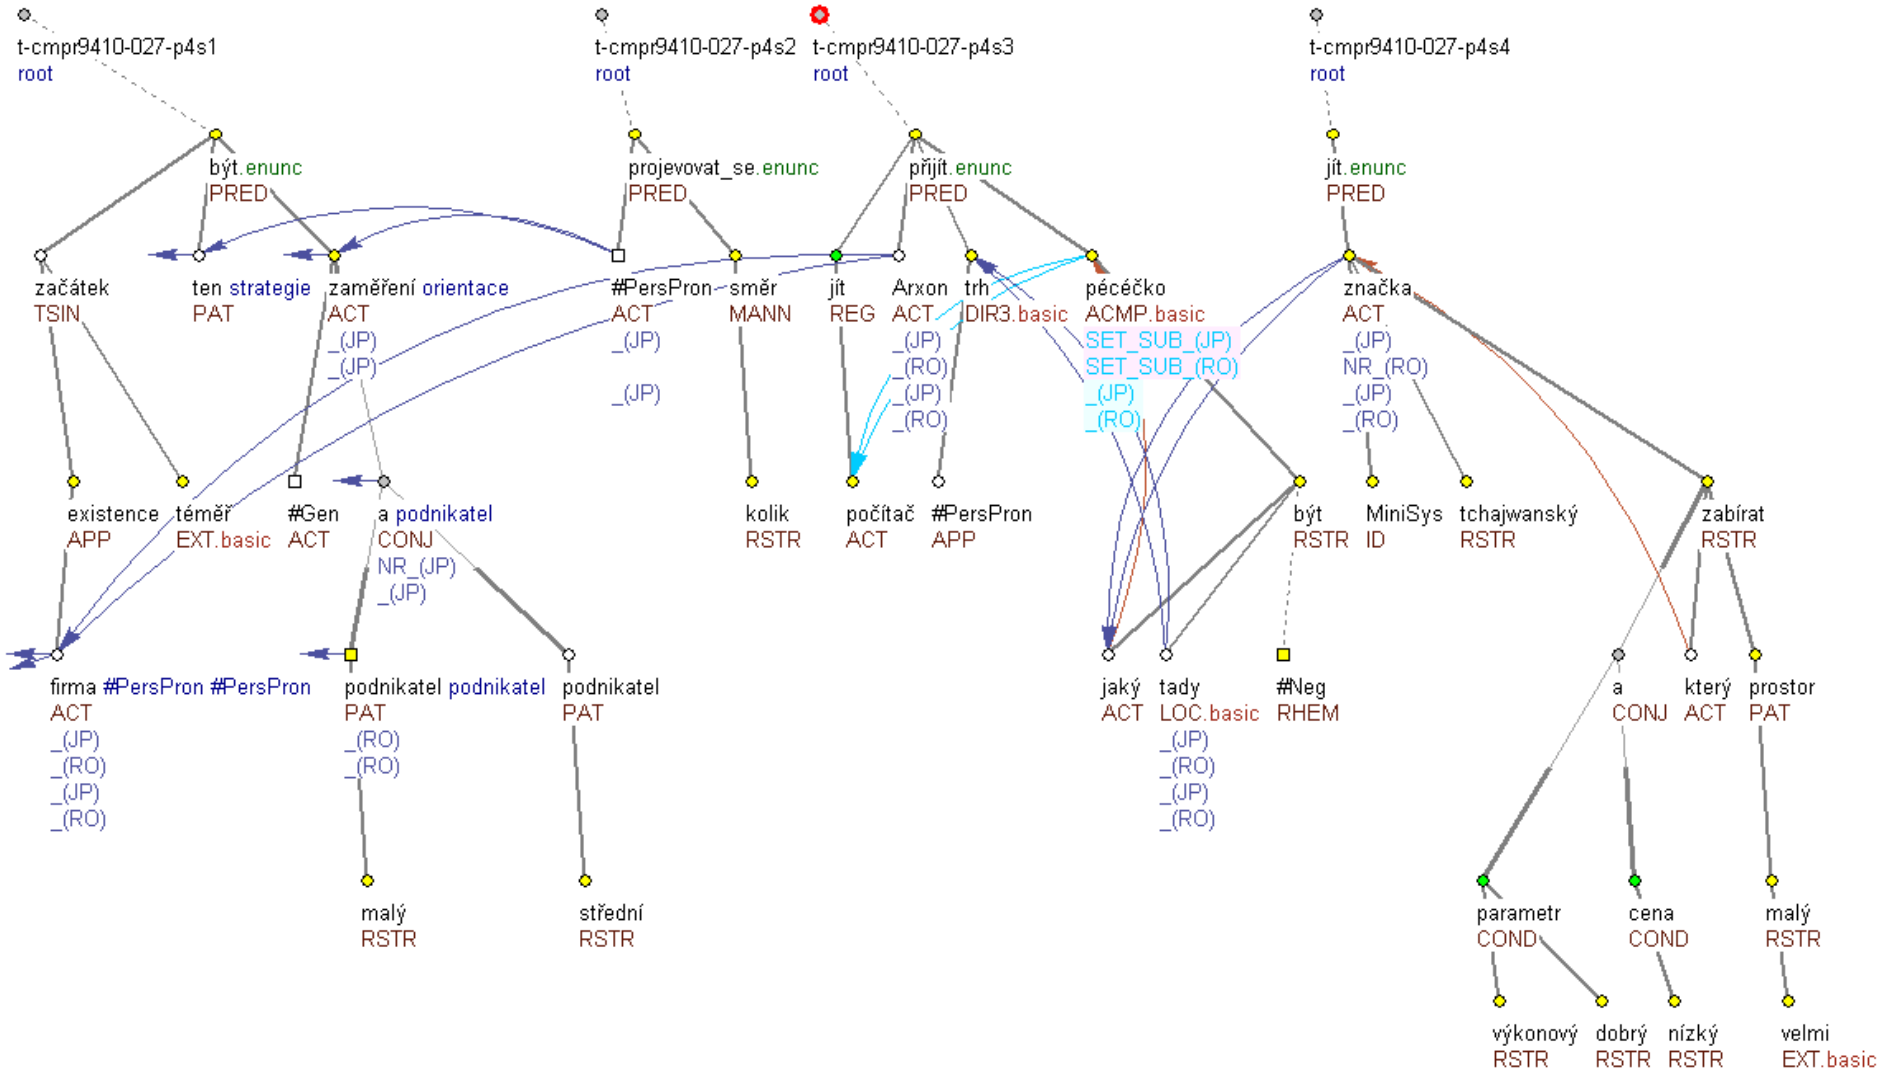 t-cmpr9410-027-p4s1
root
t-cmpr9410-027-p4s2
root
t-cmpr9410-027-p4s3
root
t-cmpr9410-027-p4s4
root
být.enunc
PRED
projevovat_se.enunc
PRED
přijít.enunc
PRED
jít.enunc
PRED
začátek
TSIN
ten strategie
PAT
zaměření orientace
ACT
_(JP)
_(JP)
#PersPron
ACT
_(JP)
_(JP)
směr
MANN
jít
REG
Arxon
ACT
_(JP)
_(RO)
_(JP)
_(RO)
trh
DIR3.basic
pécéčko
ACMP.basic
SET_SUB_(JP)
SET_SUB_(RO)
_(JP)
_(RO)
značka
ACT
_(JP)
NR_(RO)
_(JP)
_(RO)
existence
APP
téměř
EXT.basic
#Gen
ACT
a podnikatel
CONJ
NR_(JP)
_(JP)
kolik
RSTR
počítač
ACT
#PersPron
APP
být
RSTR
MiniSys
ID
tchajwanský
RSTR
zabírat
RSTR
firma #PersPron #PersPron
ACT
_(JP)
_(RO)
_(JP)
_(RO)
podnikatel podnikatel
PAT
_(RO)
_(RO)
podnikatel
PAT
jaký
ACT
tady
LOC.basic
_(JP)
_(RO)
_(JP)
_(RO)
#Neg
RHEM
a
CONJ
který
ACT
prostor
PAT
malý
RSTR
střední
RSTR
parametr
COND
cena
COND
malý
RSTR
výkonový
RSTR
dobrý
RSTR
nízký
RSTR
velmi
EXT.basic